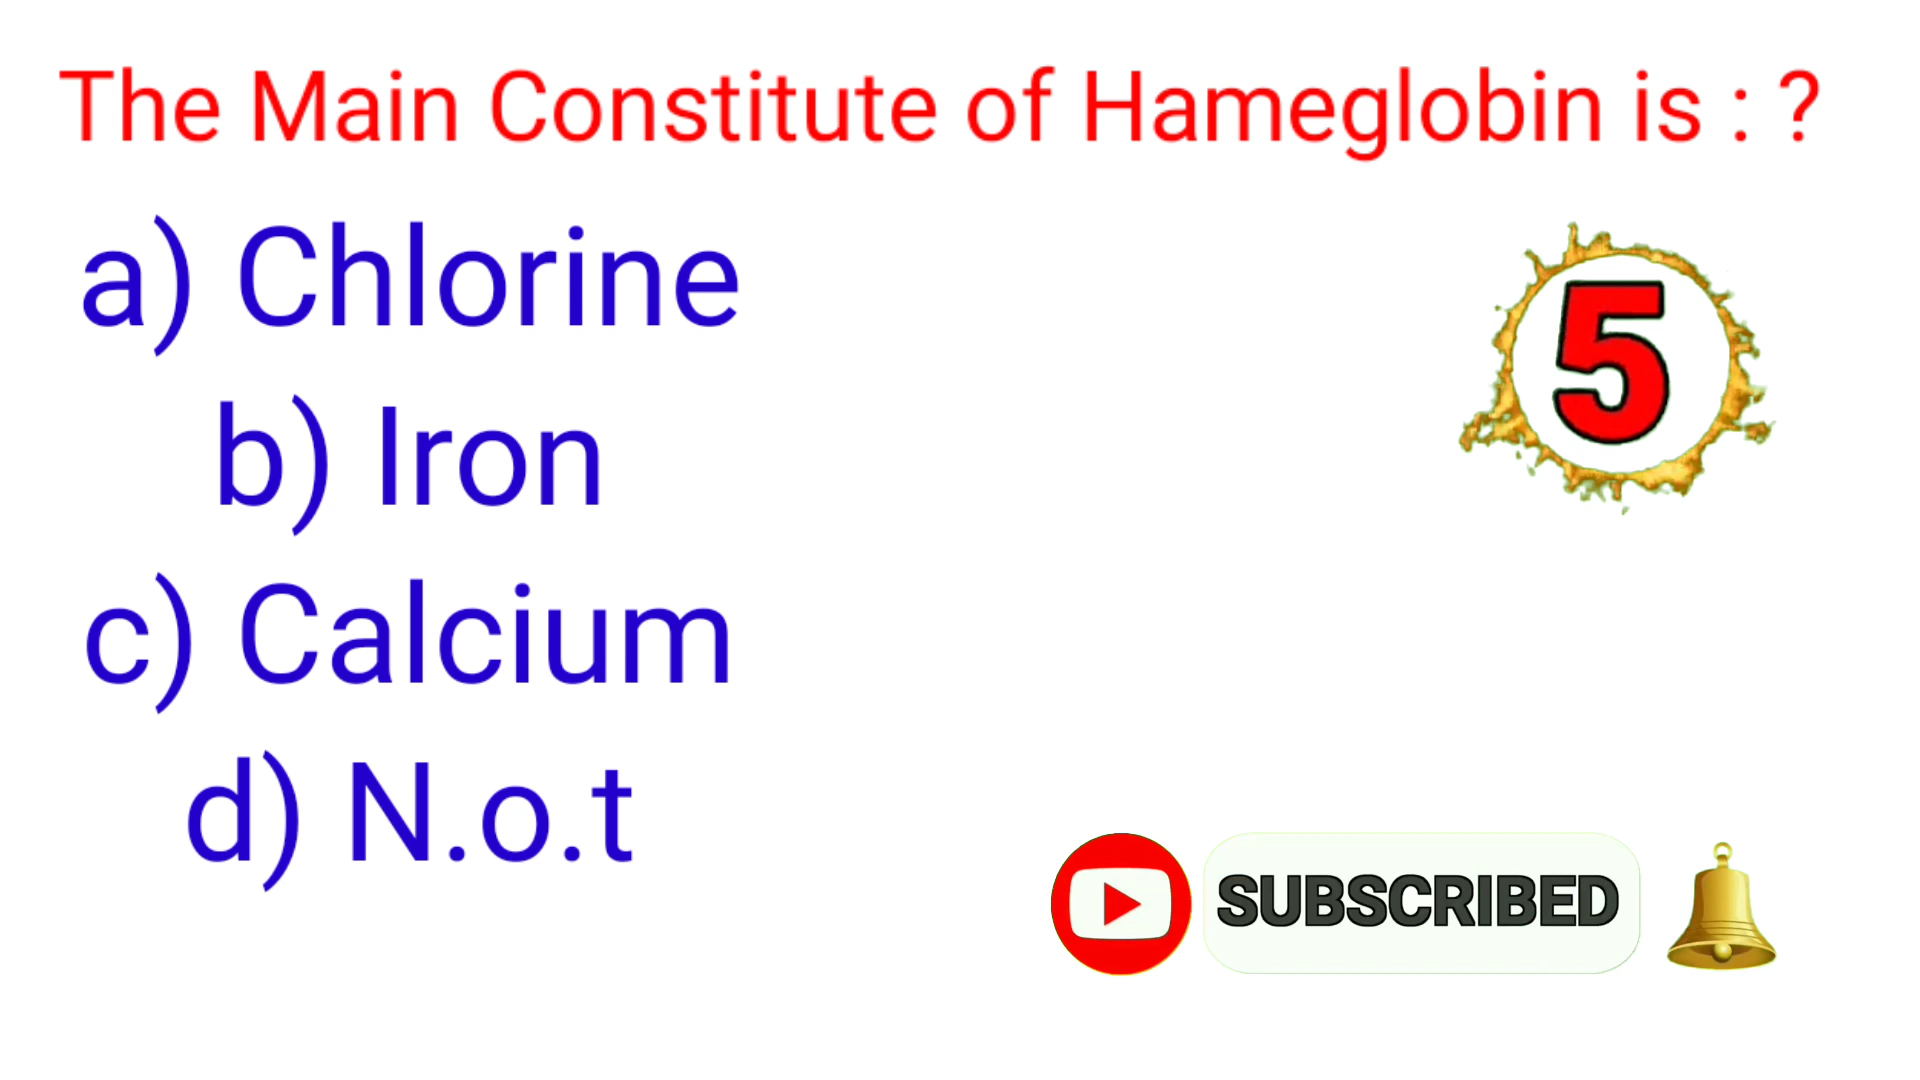 The Main Constitute of Hameglobin is : ?
a) Chlorine
5
b) Iron
c) Calcium
d) N.o.t
SUBSCRIBED